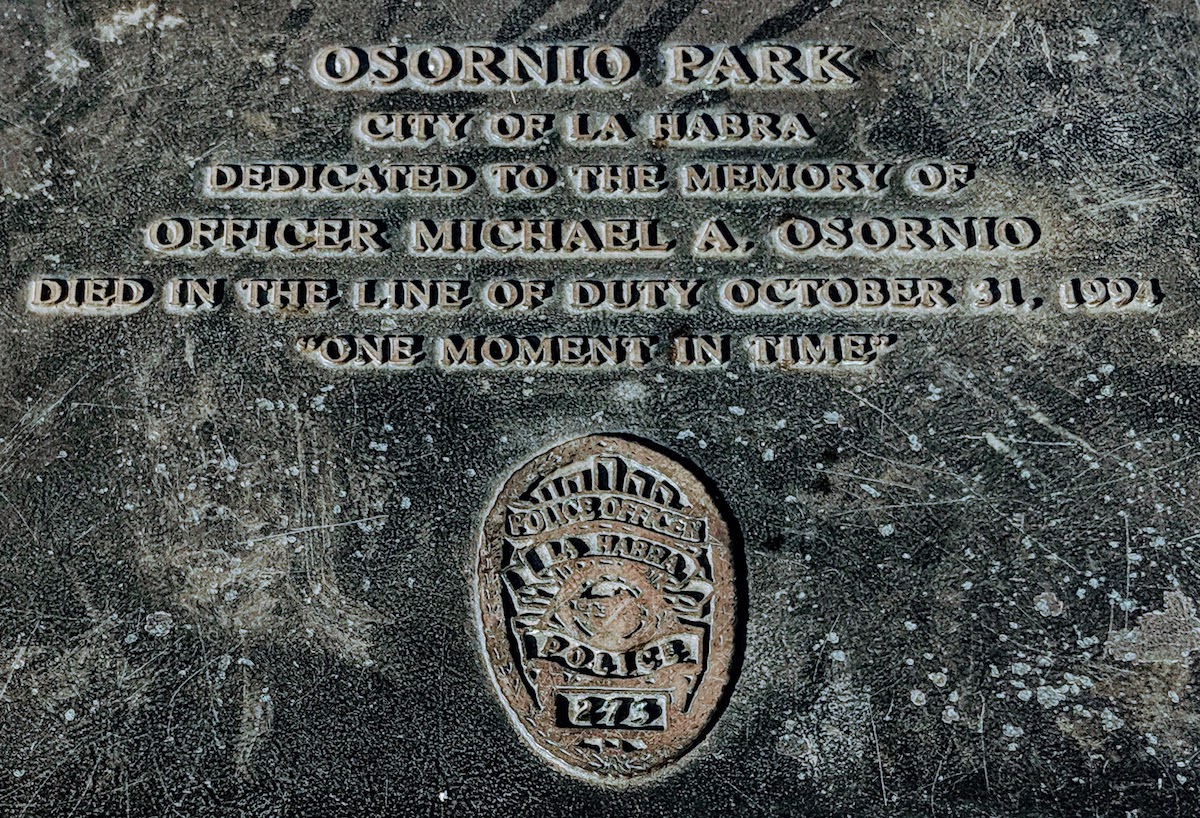 OSORNIO PARK
CITY OF LA HABRA
DEDICATED TO THE MEMORY OF
OFFICER MICHAEL A. OSORNIO
DIED IN THE LINE OF DUTY OCTOBER 31, 1994
"ONE MOMENT IN TIME"
POLICE OFFICER
LA HABRA
POLICE
273